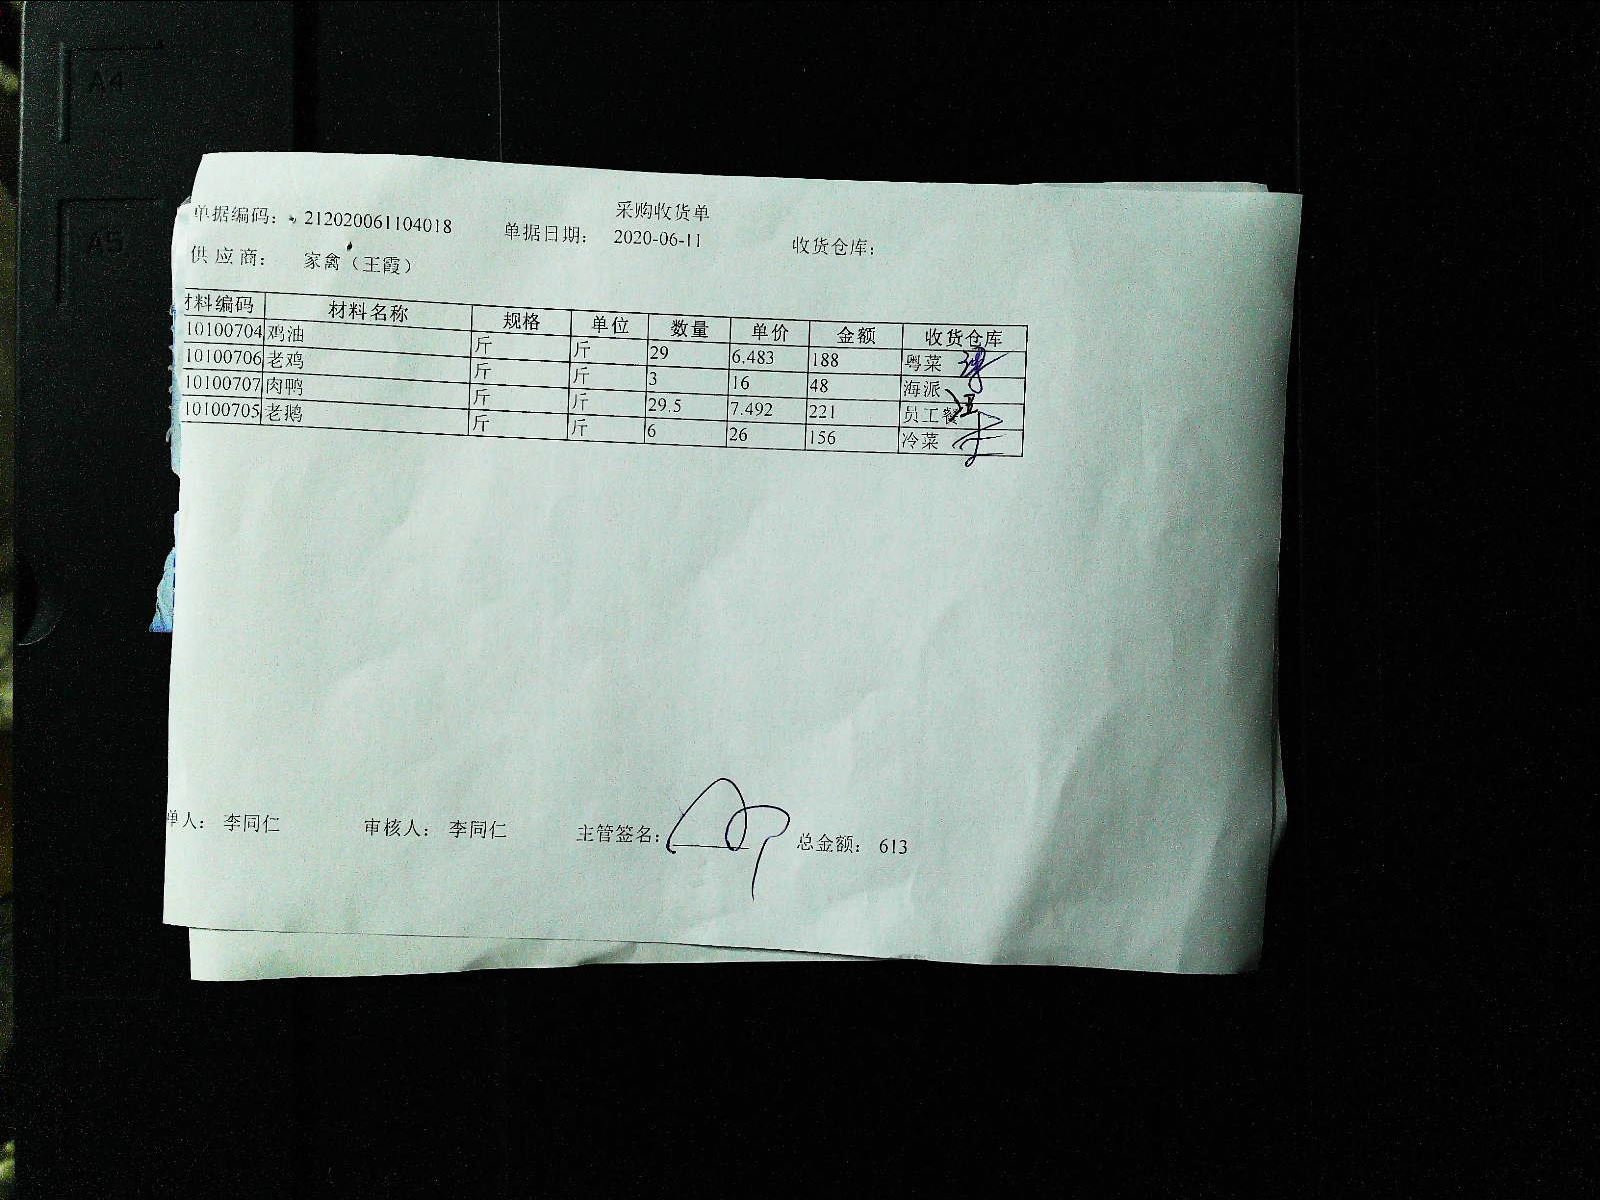 A4
A5
采购收货单
单据编码: 212020061104018 单据日期: 2020-06-11 收货仓库:
供应商: 家禽（王霞）
材料编码 材料名称 规格 单位 数量 单价 金额 收货仓库
10100704 鸡油 斤 斤 29 6.483 188 粤菜
10100706 老鸡 斤 斤 3 16 48 海派
10100707 肉鸭 斤 斤 29.5 7.492 221 员工餐 汪
10100705 老鹅 斤 斤 6 26 156 冷菜
单人: 李同仁 审核人: 李同仁 主管签名: 总金额: 613